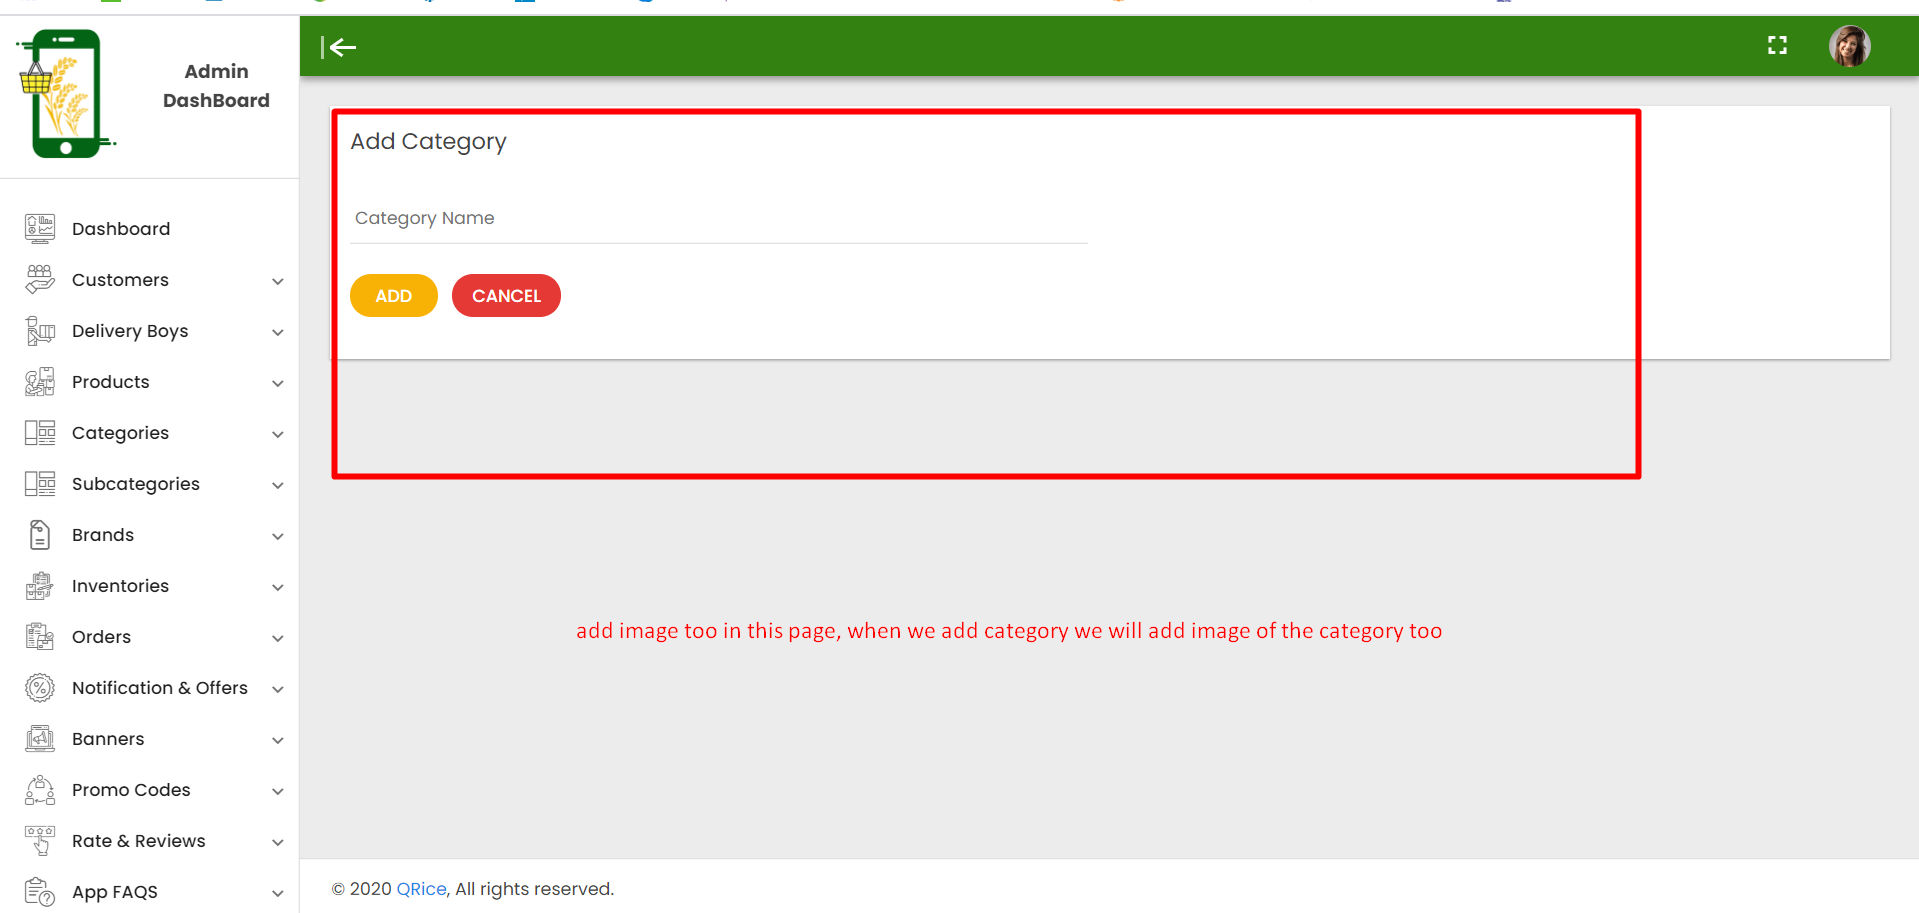 Admin
DashBoard
Dashboard
Customers
Delivery Boys
Products
Categories
Subcategories
Brands
Inventories
Orders
Notification & Offers
Banners
Promo Codes
Rate & Reviews
App FAQS
Add Category
Category Name
ADD CANCEL
add image too in this page, when we add category we will add image of the category too
© 2020 QRice, All rights reserved.